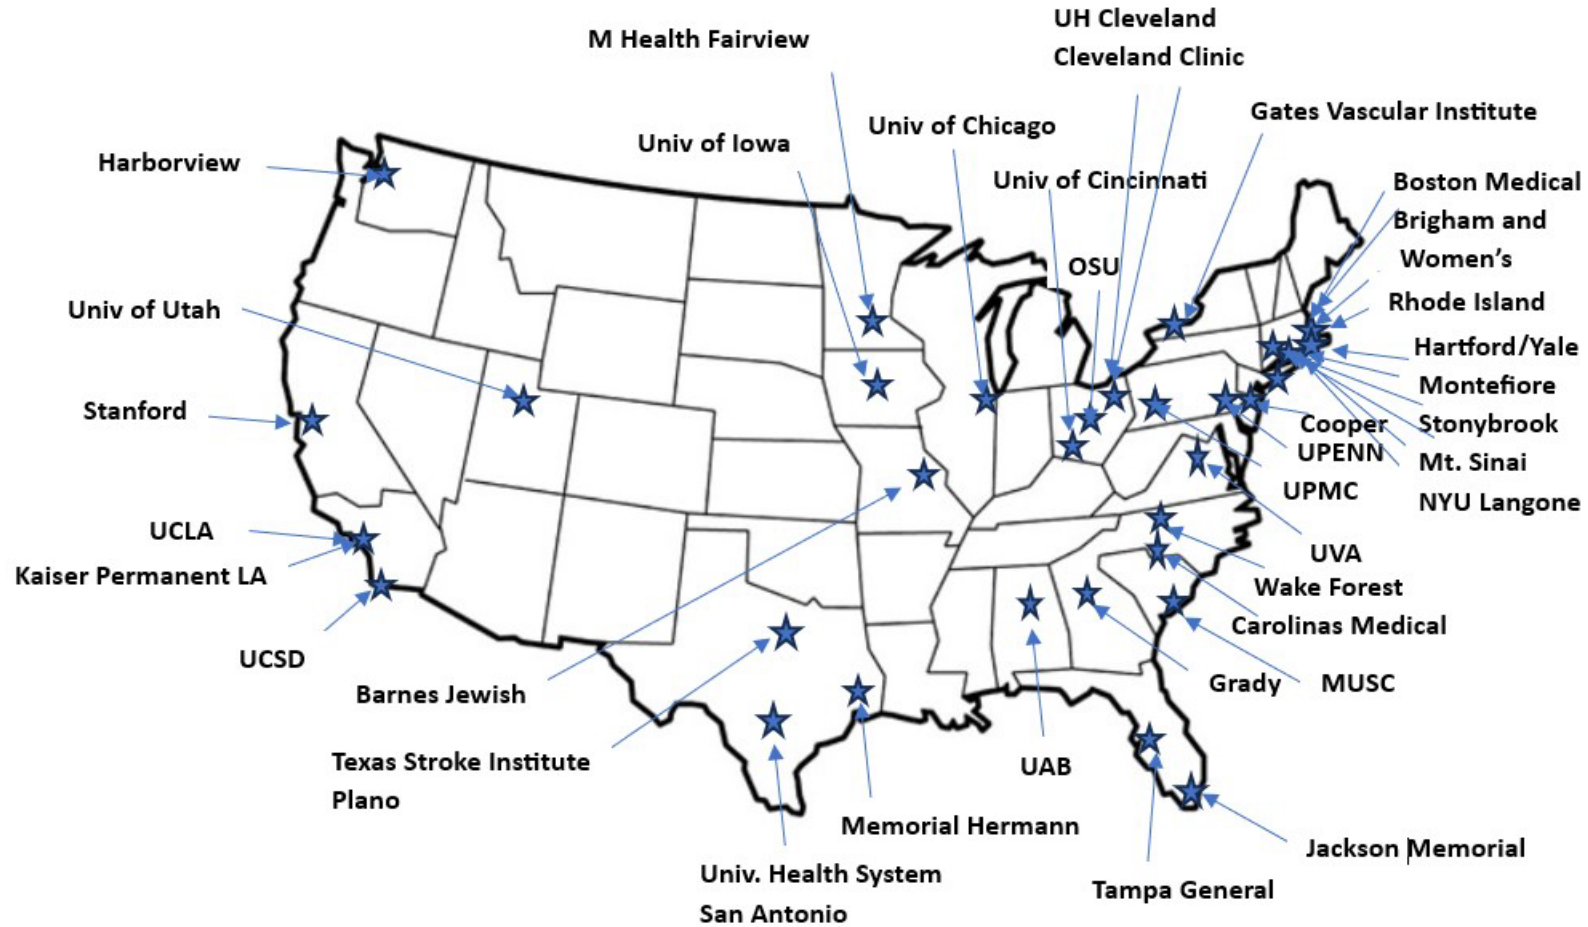 UH Cleveland
Cleveland Clinic
M Health Fairview
Gates Vascular Institute
Univ of Chicago
Univ of Iowa
Harborview
Univ of Cincinnati
Boston Medical
Brigham and
Women's
OSU
Rhode Island
Univ of Utah
Hartford/Yale
Montefiore
Stanford
Cooper
Stonybrook
UPENN
Mt. Sinai
UPMC
NYU Langone
UCLA
UVA
Kaiser Permanent LA
Wake Forest
Carolinas Medical
UCSD
Grady
MUSC
Barnes Jewish
Texas Stroke Institute
Plano
UAB
Memorial Hermann
Jackson Memorial
Univ. Health System
San Antonio
Tampa General